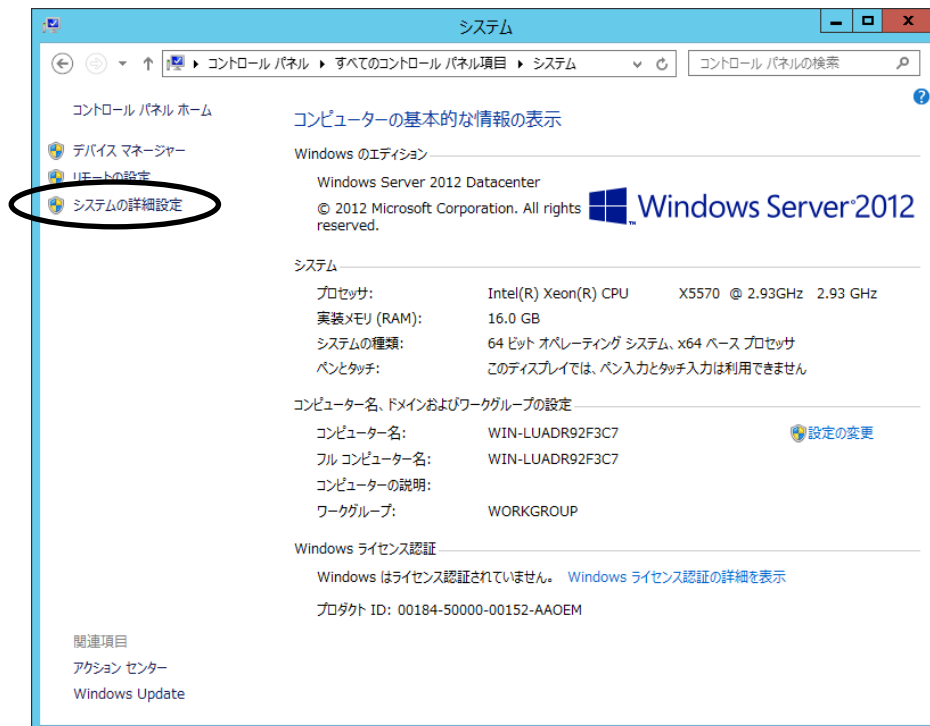 システム
コントロール パネル ▸ すべてのコントロール パネル項目 ▸ システム
コントロール パネルの検索
コントロール パネル ホーム
デバイス マネージャー
リモートの設定
システムの詳細設定
コンピューターの基本的な情報の表示
Windows のエディション
Windows Server 2012 Datacenter
© 2012 Microsoft Corporation. All rights
reserved.
Windows Server 2012
システム
プロセッサ: Intel(R) Xeon(R) CPU X5570 @ 2.93GHz 2.93 GHz
実装メモリ (RAM): 16.0 GB
システムの種類: 64 ビット オペレーティング システム、x64 ベース プロセッサ
ペンとタッチ: このディスプレイでは、ペン入力とタッチ入力は利用できません
コンピューター名、ドメインおよびワークグループの設定
コンピューター名: WIN-LUADR92F3C7
設定の変更
フル コンピューター名: WIN-LUADR92F3C7
コンピューターの説明:
ワークグループ: WORKGROUP
Windows ライセンス認証
Windows はライセンス認証されていません。 Windows ライセンス認証の詳細を表示
プロダクト ID: 00184-50000-00152-AAOEM
関連項目
アクション センター
Windows Update